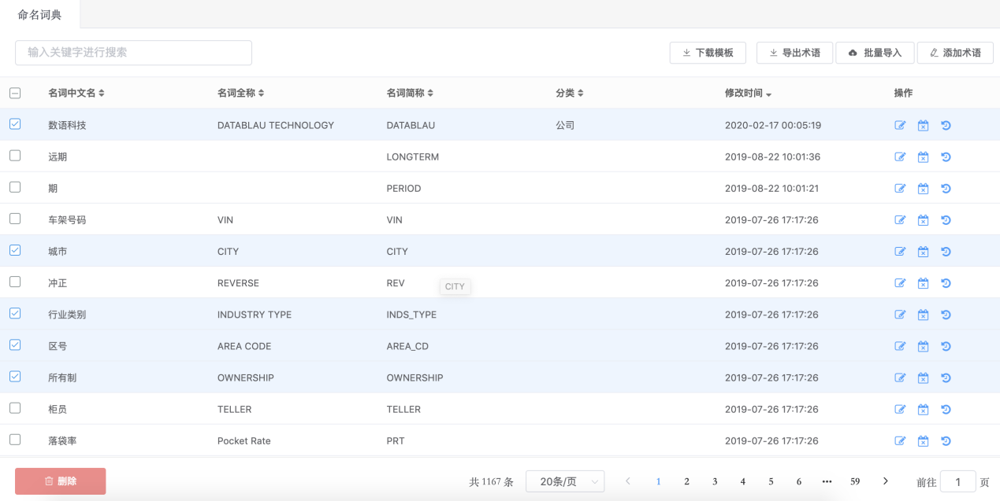 命名词典
输入关键字进行搜索 下载模板 导出术语 批量导入 添加术语
名词中文名 名词全称 名词简称 分类 修改时间 操作
数语科技 DATABLAU TECHNOLOGY DATABLAU 公司 2020-02-17 00:05:19
远期 LONGTERM 2019-08-22 10:01:36
期 PERIOD 2019-08-22 10:01:21
车架号码 VIN VIN 2019-07-26 17:17:26
城市 CITY CITY 2019-07-26 17:17:26
冲正 REVERSE REV 2019-07-26 17:17:26
CITY
行业类别 INDUSTRY TYPE INDS_TYPE 2019-07-26 17:17:26
区号 AREA CODE AREA_CD 2019-07-26 17:17:26
所有制 OWNERSHIP OWNERSHIP 2019-07-26 17:17:26
柜员 TELLER TELLER 2019-07-26 17:17:26
落袋率 Pocket Rate PRT 2019-07-26 17:17:26
删除 共 1167 条 20条/页 1 2 3 4 5 6 ••• 59 前往 1 页